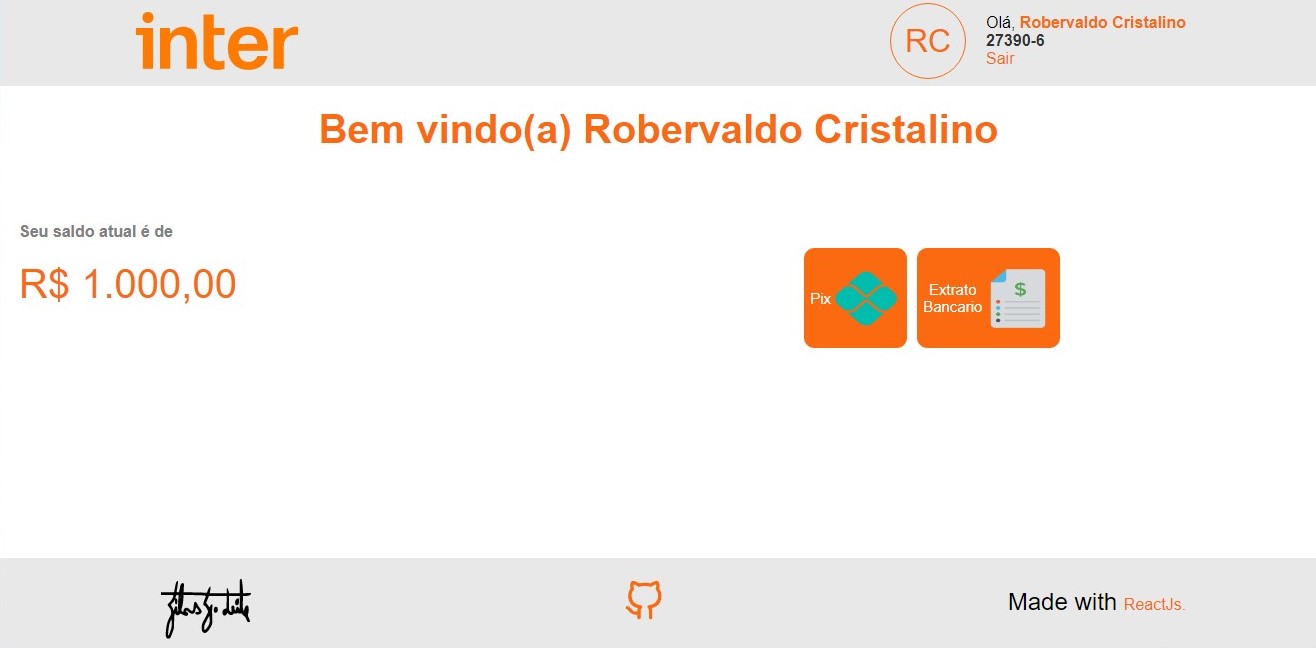 inter
RC
Olá, Robervaldo Cristalino
27390-6
Sair
Bem vindo(a) Robervaldo Cristalino
Seu saldo atual é de
R$ 1.000,00
Pix
Extrato
Bancario
$
Made with ReactJs.